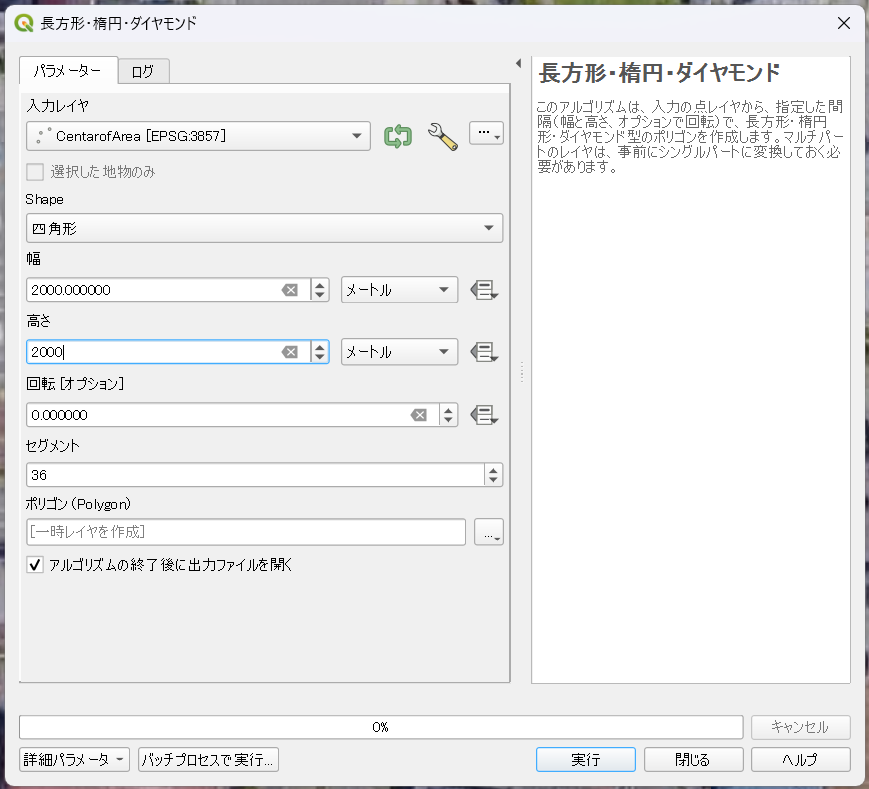 長方形・楕円・ダイヤモンド
パラメーター
ログ
入力レイヤ
CentarofArea [EPSG:3857]
...
選択した地物のみ
Shape
四角形
幅
2000.000000
メートル
高さ
2000
メートル
回転 [オプション]
0.000000
セグメント
36
ポリゴン (Polygon)
[一時レイヤを作成]
...
アルゴリズムの終了後に出力ファイルを開く
長方形・楕円・ダイヤモンド
このアルゴリズムは、入力の点レイヤから、指定した間
隔(幅と高さ、オプションで回転)で、長方形・楕円
形・ダイヤモンド型のポリゴンを作成します。マルチパー
トのレイヤは、事前にシングルパートに変換しておく必
要があります。
0%
キャンセル
詳細パラメータ
バッチプロセスで実行...
実行
閉じる
ヘルプ